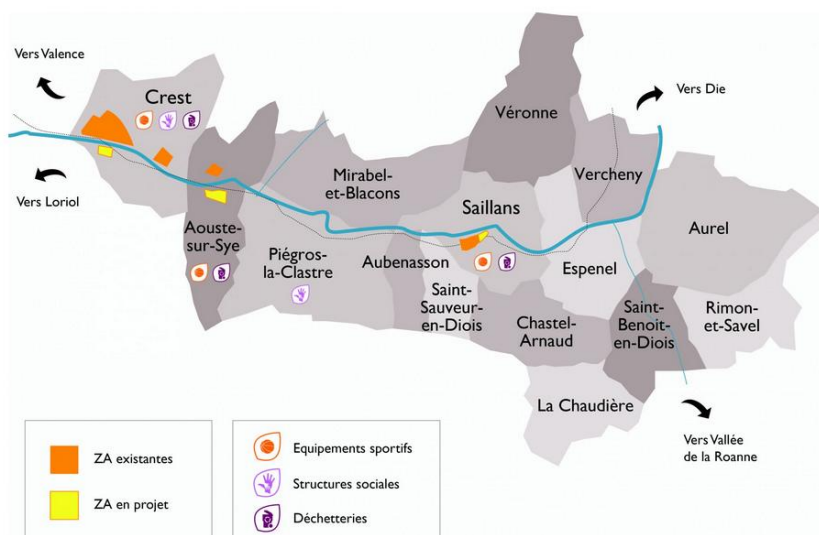 Vers Valence
Crest
Vers Loriol
Véronne
Vers Die
Vercheny
Mirabel-
et-Blacons
Saillans
Aurel
Aouste-
sur-Sye
Piégros-
la-Clastre
Aubenasson
Espenel
Saint-
Sauveur-
en-Diois
Chastel-
Arnaud
Saint-
Benoit-
en-Diois
Rimon-
et-Savel
La Chaudière
Vers Vallée
de la Roanne
ZA existantes
ZA en projet
Equipements sportifs
Structures sociales
Déchetteries